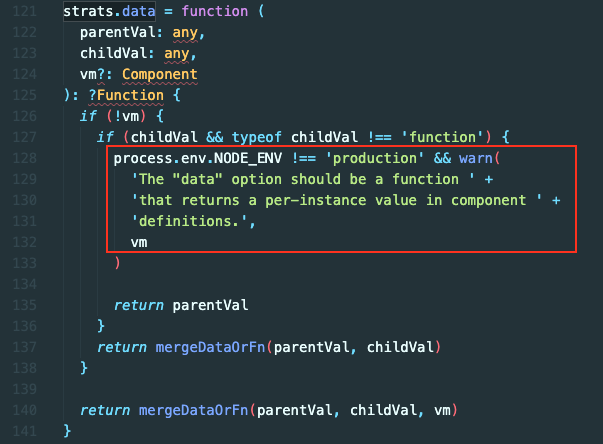 121 strats.data = function (
122   parentVal: any,
123   childVal: any,
124   vm?: Component
125 ): ?Function {
126   if (!vm) {
127     if (childVal && typeof childVal !== 'function') {
128       process.env.NODE_ENV !== 'production' && warn(
129         'The "data" option should be a function ' +
130         'that returns a per-instance value in component ' +
131         'definitions.',
132         vm
133       )
134
135       return parentVal
136     }
137     return mergeDataOrFn(parentVal, childVal)
138   }
139
140   return mergeDataOrFn(parentVal, childVal, vm)
141 }